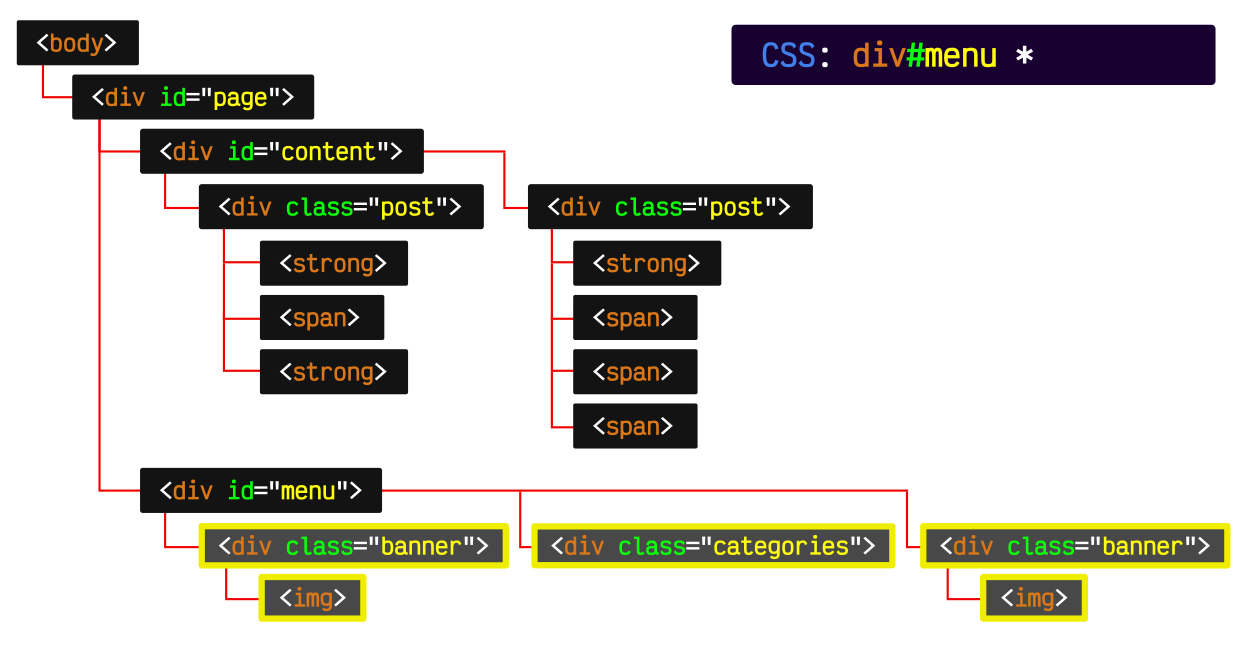 <body>
CSS: div#menu *
<div id="page">
<div id="content">
<div class="post"> <div class="post">
<strong> <strong>
<span> <span>
<strong> <span>
<span>
<div id="menu">
<div class="banner"> <div class="categories"> <div class="banner">
<img> <img>